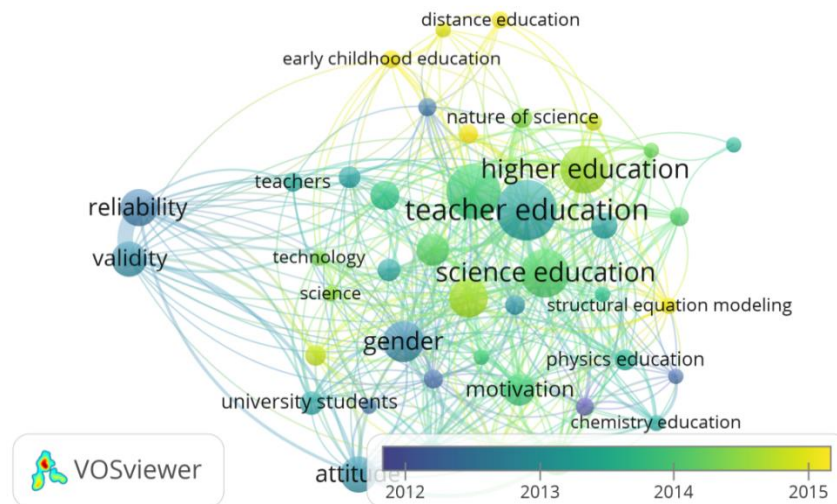 distance education
early childhood education
nature of science
higher education
teachers
reliability
teacher education
validity
technology
science education
science
structural equation modeling
gender
physics education
motivation
university students
chemistry education
VOSviewer
attitude
2012 2013 2014 2015